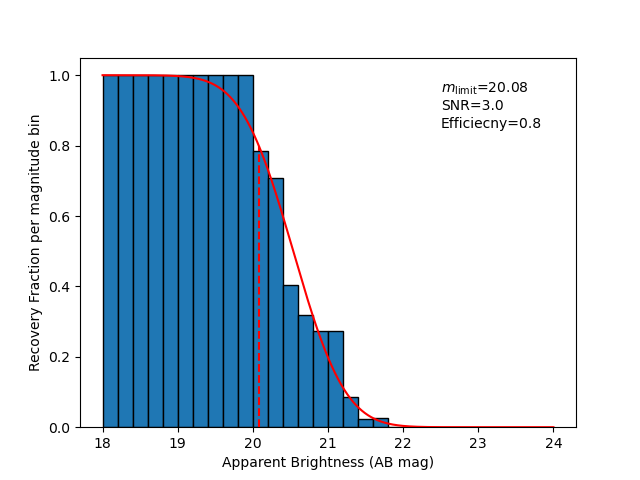 m_limit=20.08
SNR=3.0
Efficiecny=0.8
1.0
0.8
0.6
0.4
0.2
0.0
Recovery Fraction per magnitude bin
18 19 20 21 22 23 24
Apparent Brightness (AB mag)